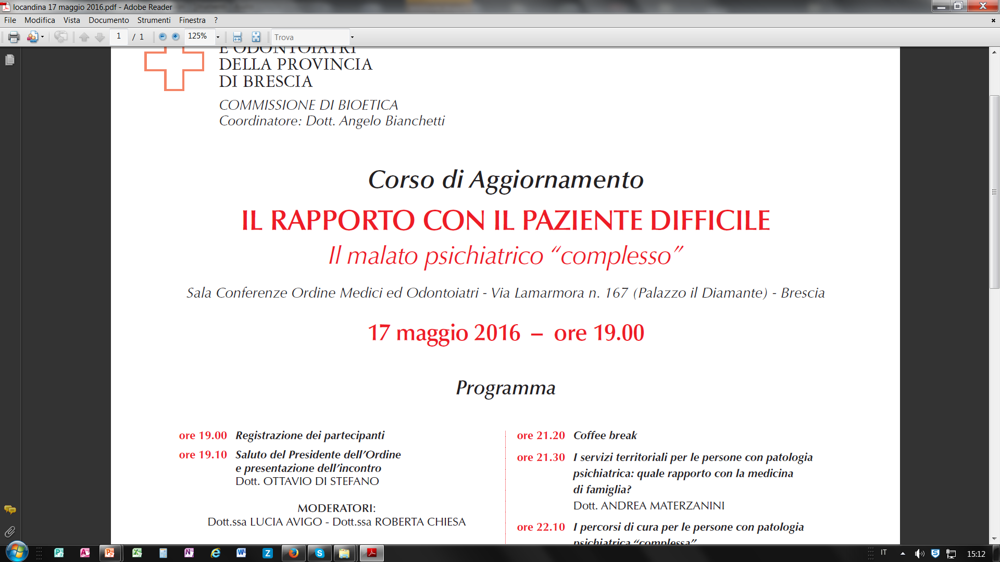 locandina 17 maggio 2016.pdf - Adobe Reader
File Modifica Vista Documento Strumenti Finestra ?
1 / 1 125% Trova
E ODONTOIATRI
DELLA PROVINCIA
DI BRESCIA
COMMISSIONE DI BIOETICA
Coordinatore: Dott. Angelo Bianchetti
Corso di Aggiornamento
IL RAPPORTO CON IL PAZIENTE DIFFICILE
Il malato psichiatrico “complesso”
Sala Conferenze Ordine Medici ed Odontoiatri - Via Lamarmora n. 167 (Palazzo il Diamante) - Brescia
17 maggio 2016 – ore 19.00
Programma
ore 19.00 Registrazione dei partecipanti
ore 19.10 Saluto del Presidente dell’Ordine
e presentazione dell’incontro
Dott. OTTAVIO DI STEFANO
MODERATORI:
Dott.ssa LUCIA AVIGO - Dott.ssa ROBERTA CHIESA
ore 21.20 Coffee break
ore 21.30 I servizi territoriali per le persone con patologia
psichiatrica: quale rapporto con la medicina
di famiglia?
Dott. ANDREA MATERZANINI
ore 22.10 I percorsi di cura per le persone con patologia
psichiatrica “complessa”
IT 15:12